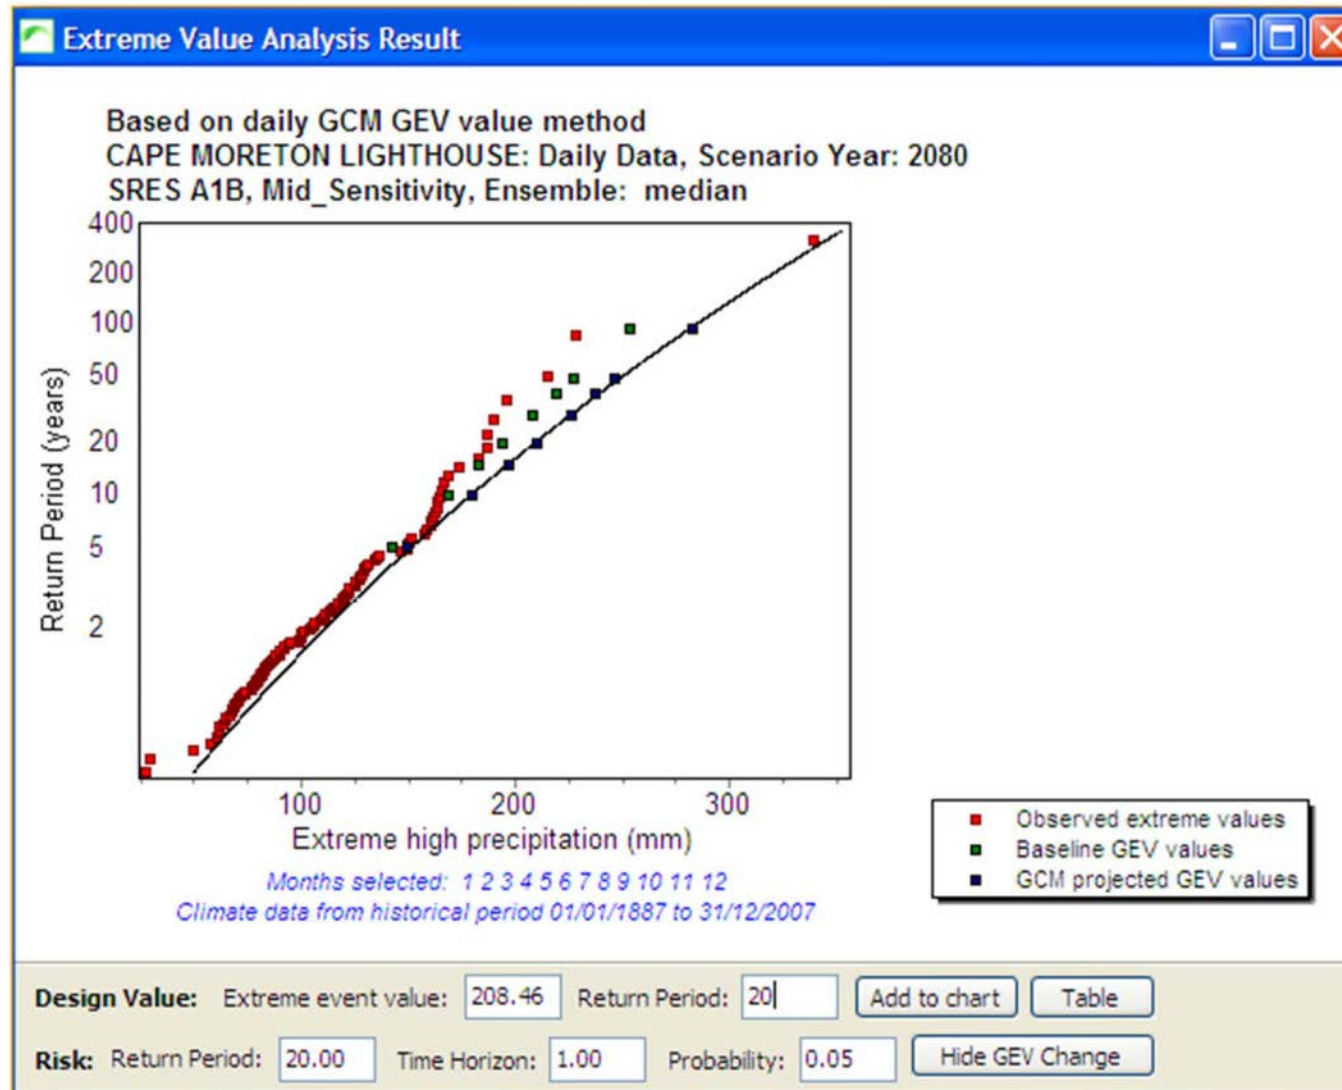 Extreme Value Analysis Result
Based on daily GCM GEV value method
CAPE MORETON LIGHTHOUSE: Daily Data, Scenario Year: 2080
SRES A1B, Mid_Sensitivity, Ensemble: median
400
200
100
50
20
10
5
2
Return Period (years)
100 200 300
Extreme high precipitation (mm)
Months selected: 1 2 3 4 5 6 7 8 9 10 11 12
Climate data from historical period 01/01/1887 to 31/12/2007
Observed extreme values
Baseline GEV values
GCM projected GEV values
Design Value: Extreme event value: 208.46 Return Period: 20 Add to chart Table
Risk: Return Period: 20.00 Time Horizon: 1.00 Probability: 0.05 Hide GEV Change